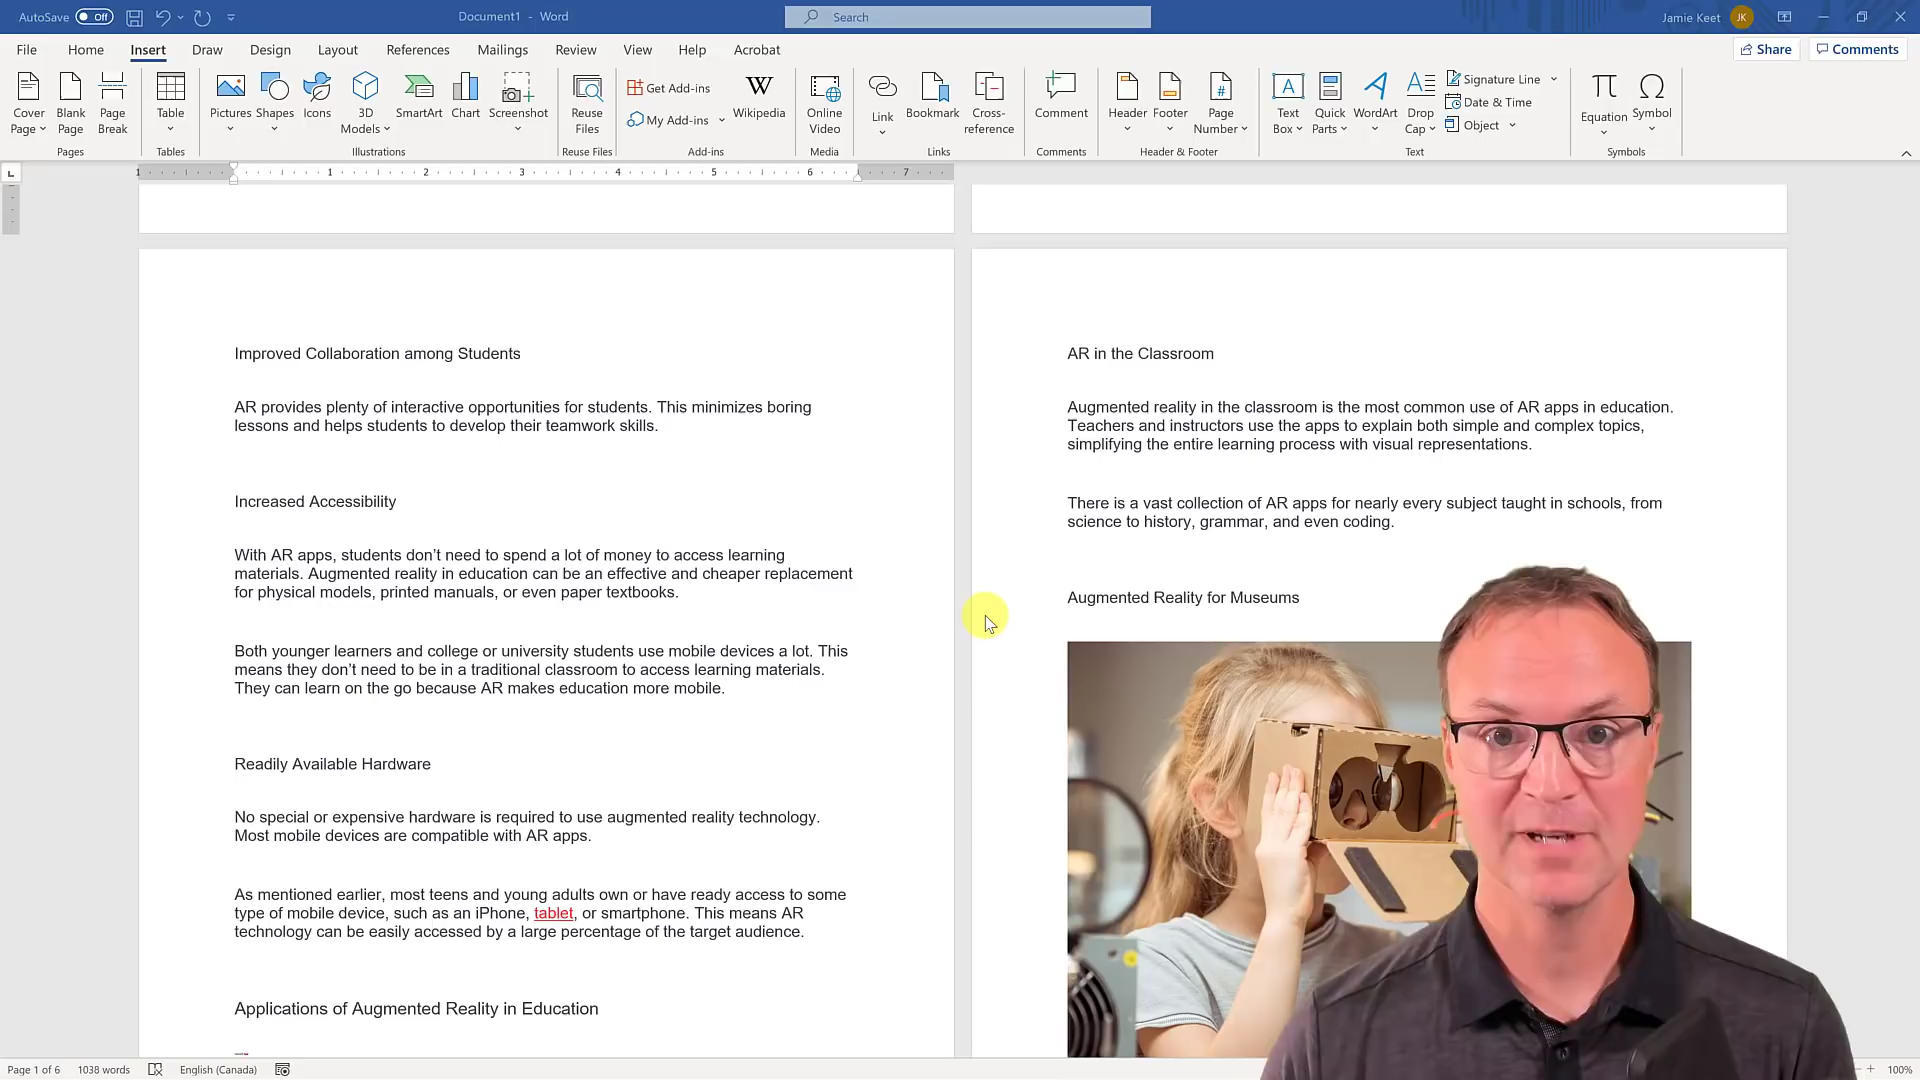 AutoSave Off
Document1 - Word
Search
Jamie Keet JK
File Home Insert Draw Design Layout References Mailings Review View Help Acrobat
Share Comments
Cover Page
Blank Page
Page Break
Pages
Table
Tables
Pictures
Shapes
Icons
3D Models
SmartArt
Chart
Screenshot
Illustrations
Reuse Files
Reuse Files
Get Add-ins
My Add-ins
Wikipedia
Add-ins
Online Video
Media
Link
Bookmark
Cross-reference
Links
Comment
Comments
Header
Footer
Page Number
Header & Footer
Text Box
Quick Parts
WordArt
Drop Cap
Signature Line
Date & Time
Object
Text
Equation
Symbol
Symbols
1 1 2 3 4 5 6 7
Improved Collaboration among Students
AR provides plenty of interactive opportunities for students. This minimizes boring
lessons and helps students to develop their teamwork skills.
Increased Accessibility
With AR apps, students don’t need to spend a lot of money to access learning
materials. Augmented reality in education can be an effective and cheaper replacement
for physical models, printed manuals, or even paper textbooks.
Both younger learners and college or university students use mobile devices a lot. This
means they don’t need to be in a traditional classroom to access learning materials.
They can learn on the go because AR makes education more mobile.
Readily Available Hardware
No special or expensive hardware is required to use augmented reality technology.
Most mobile devices are compatible with AR apps.
As mentioned earlier, most teens and young adults own or have ready access to some
type of mobile device, such as an iPhone, tablet, or smartphone. This means AR
technology can be easily accessed by a large percentage of the target audience.
Applications of Augmented Reality in Education
AR in the Classroom
Augmented reality in the classroom is the most common use of AR apps in education.
Teachers and instructors use the apps to explain both simple and complex topics,
simplifying the entire learning process with visual representations.
There is a vast collection of AR apps for nearly every subject taught in schools, from
science to history, grammar, and even coding.
Augmented Reality for Museums
Page 1 of 6 1038 words English (Canada)
100%